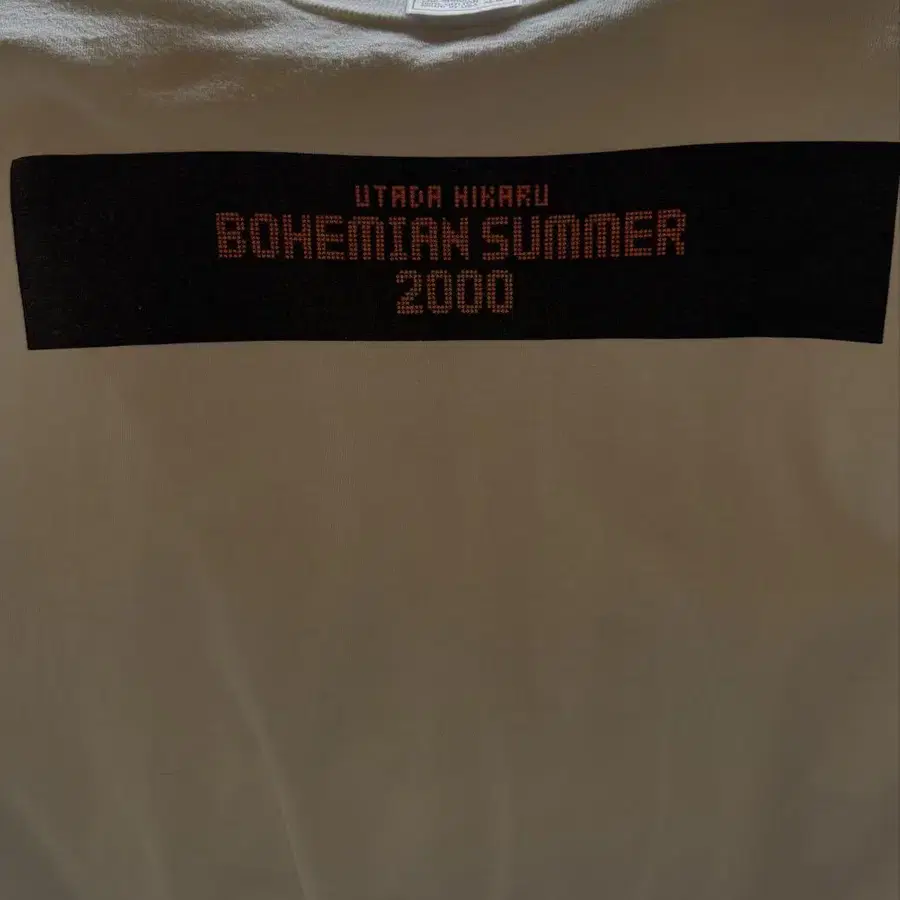 UTADA HIKARU
BOHEMIAN SUMMER
2000